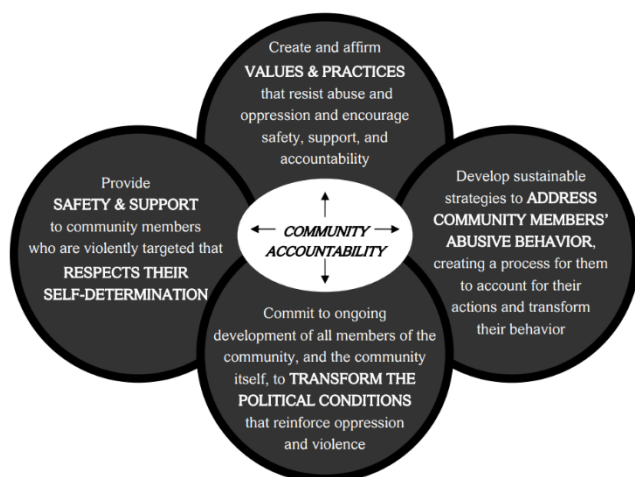 Create and affirm
VALUES & PRACTICES
that resist abuse and
oppression and encourage
safety, support, and
accountability
Provide
SAFETY & SUPPORT
to community members
who are violently targeted that
RESPECTS THEIR
SELF-DETERMINATION
COMMUNITY
ACCOUNTABILITY
Develop sustainable
strategies to ADDRESS
COMMUNITY MEMBERS'
ABUSIVE BEHAVIOR,
creating a process for them
to account for their
actions and transform
their behavior
Commit to ongoing
development of all members of the
community, and the community
itself, to TRANSFORM THE
POLITICAL CONDITIONS
that reinforce oppression
and violence